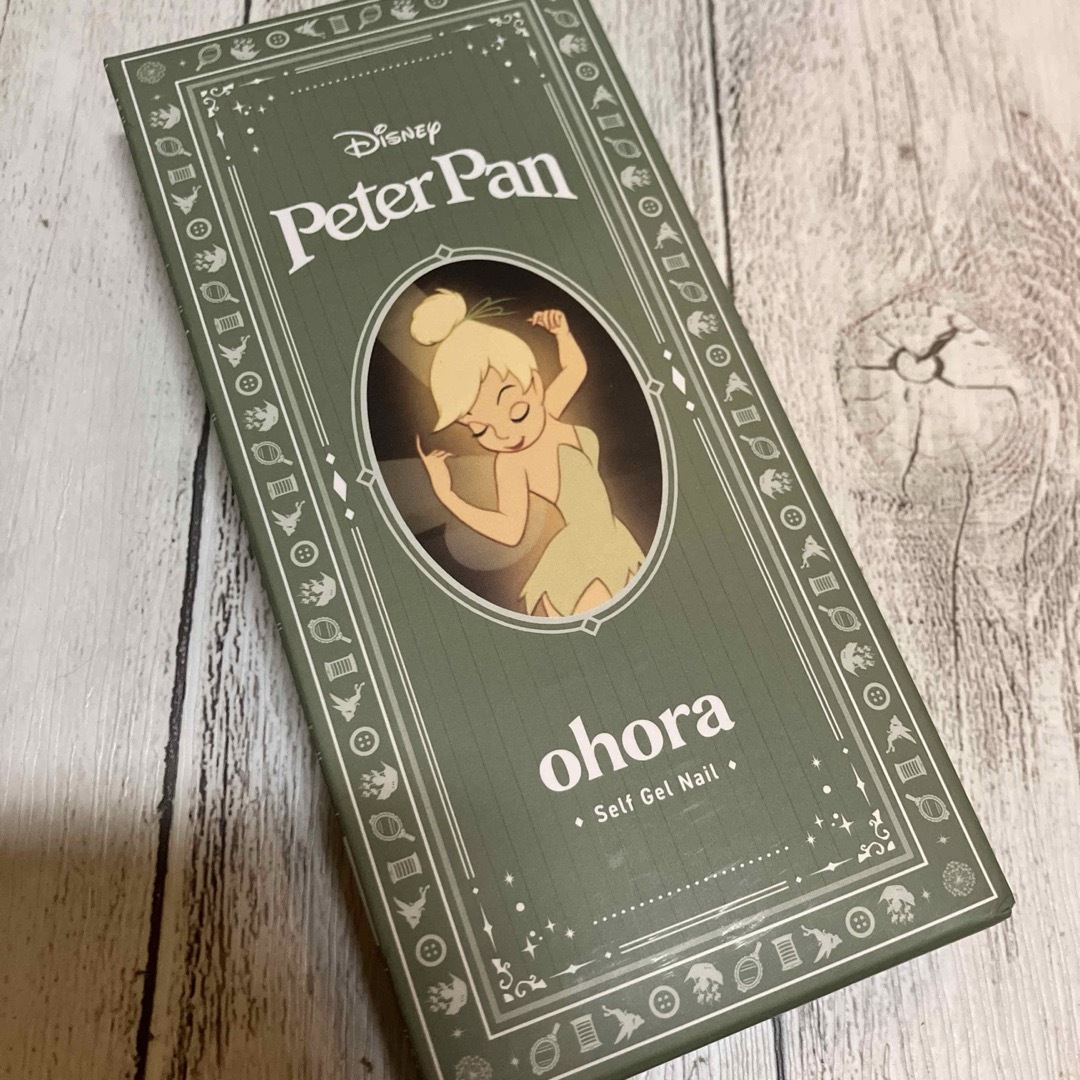 Disney
Peter Pan
ohora
Self Gel Nail